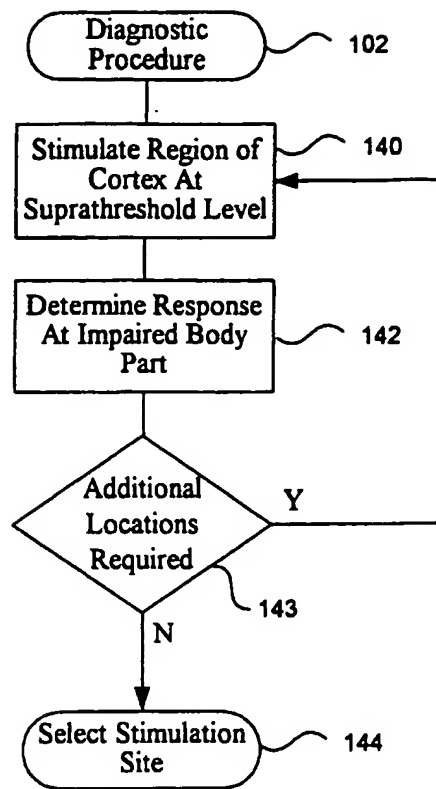 Diagnostic
Procedure
102
Stimulate Region of
Cortex At
Suprathreshold Level
140
Determine Response
At Impaired Body
Part
142
Additional
Locations
Required
Y
143
N
Select Stimulation
Site
144